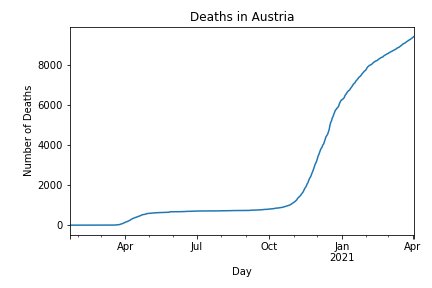 Deaths in Austria
Number of Deaths
8000
6000
4000
2000
0
Apr Jul Oct Jan Apr
2021
Day